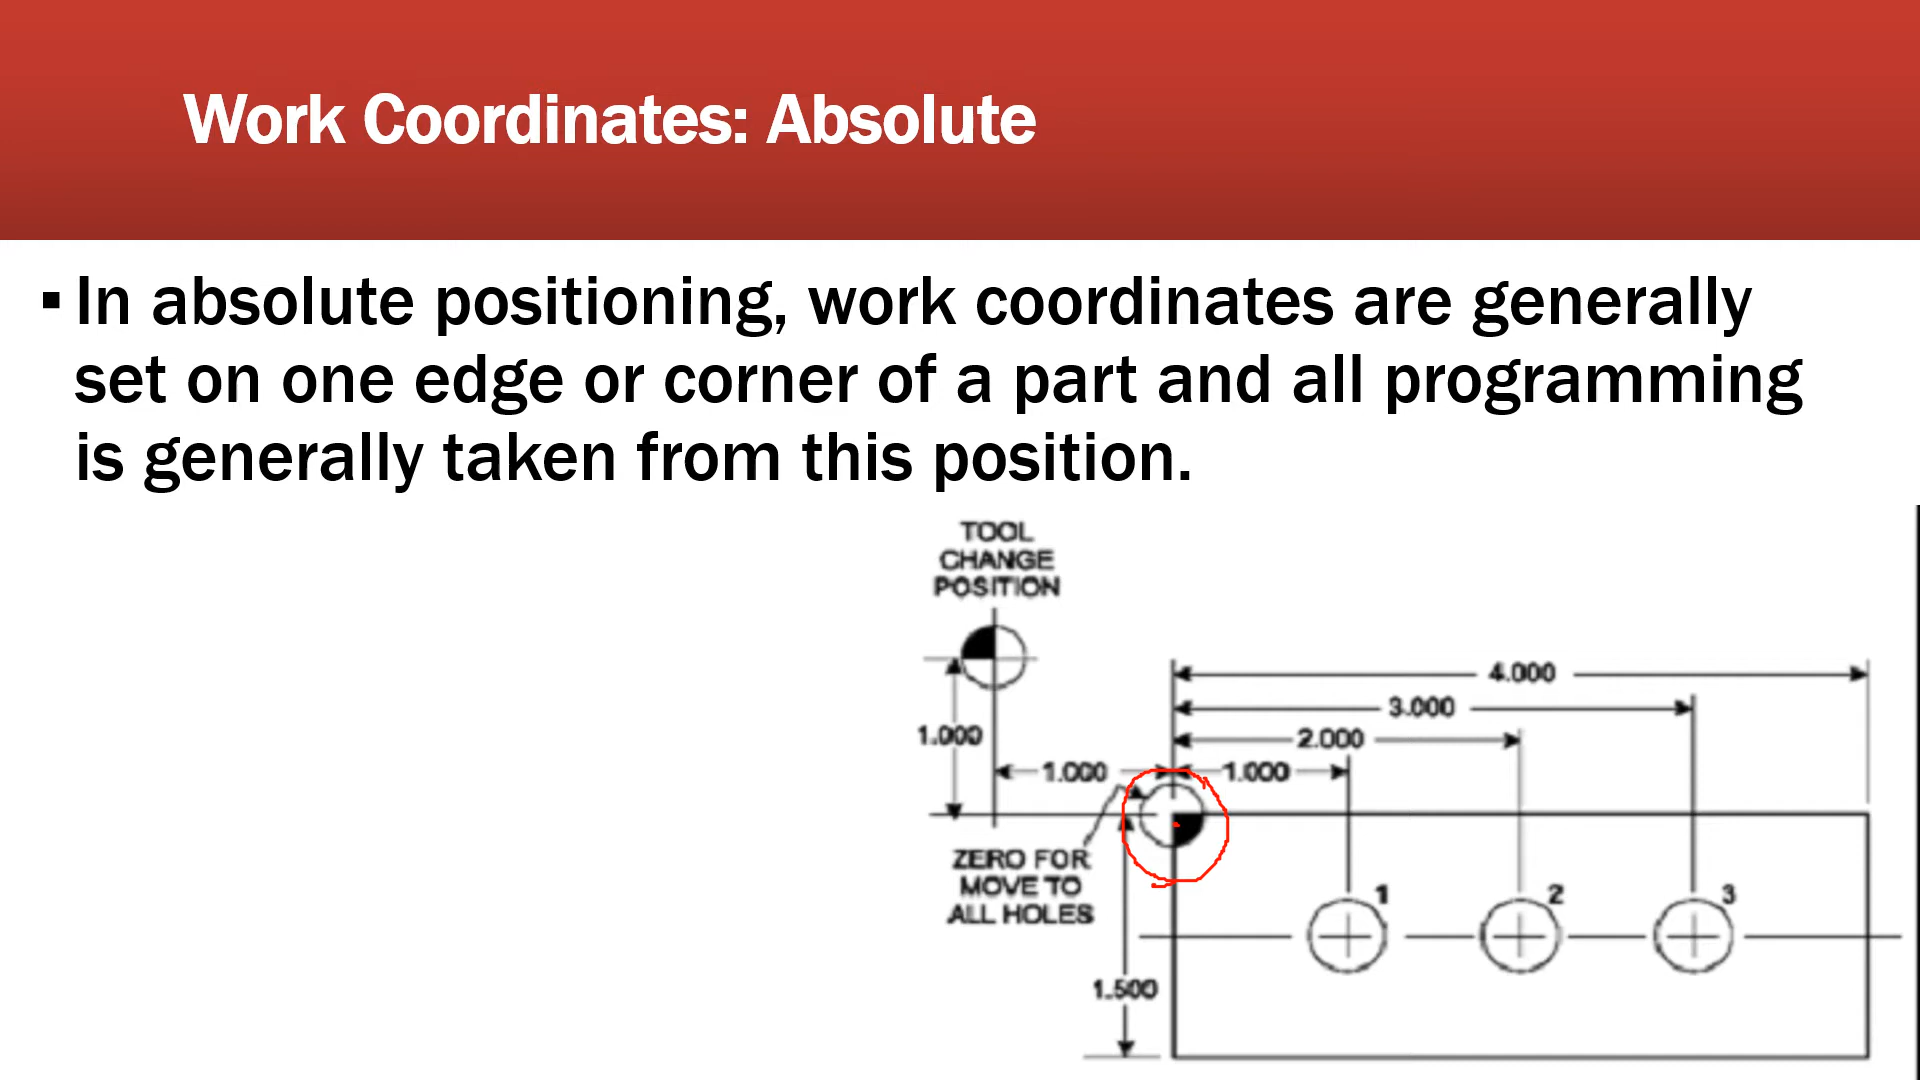 Work Coordinates: Absolute
▪ In absolute positioning, work coordinates are generally
set on one edge or corner of a part and all programming
is generally taken from this position.
TOOL
CHANGE
POSITION
4.000
3.000
2.000
1.000
1.000
1.000
ZERO FOR
MOVE TO
ALL HOLES
1
2
3
1.500